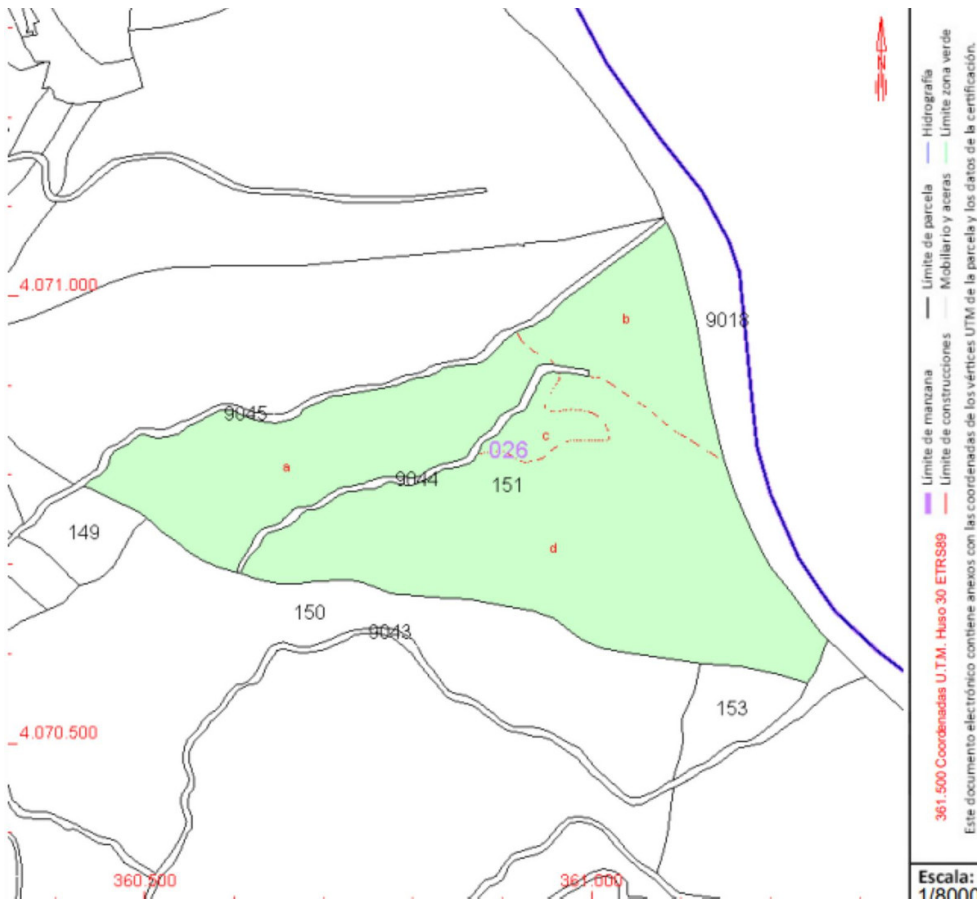 N
4.071.000
b
9018
9045
c
026
a
9044
151
149
d
150
9043
153
4.070.500
360.500
361.000
361.500 Coordenadas U.T.M. Huso 30 ETRS89
Límite de manzana
Límite de parcela
Hidrografía
Límite de construcciones
Mobiliario y aceras
Límite zona verde
Este documento electrónico contiene anexos con las coordenadas de los vértices UTM de la parcela y los datos de la certificación.
Escala:
1/8000